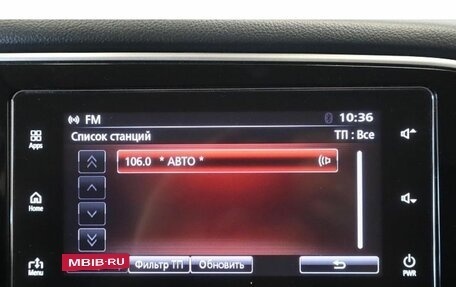 FM 10:36
Список станций ТП : Все
106.0 * АВТО *
Apps
Home
Menu
MBIB.RU
Фильтр ТП Обновить
PWR